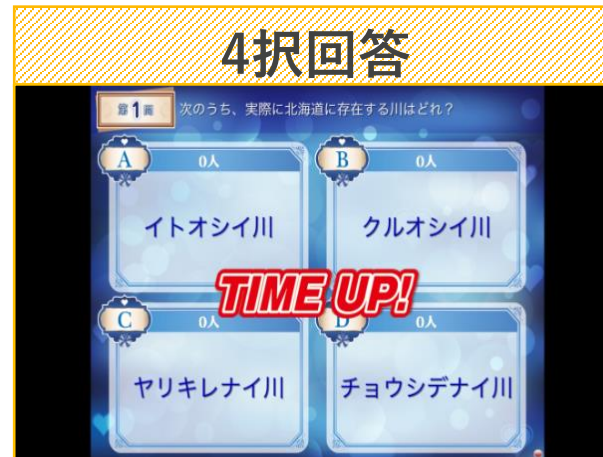 4択回答
第1問 次のうち、実際に北海道に存在する川はどれ？
A 0人
イトオシイ川
B 0人
クルオシイ川
TIME UP!
C 0人
ヤリキレナイ川
D 0人
チョウシデナイ川